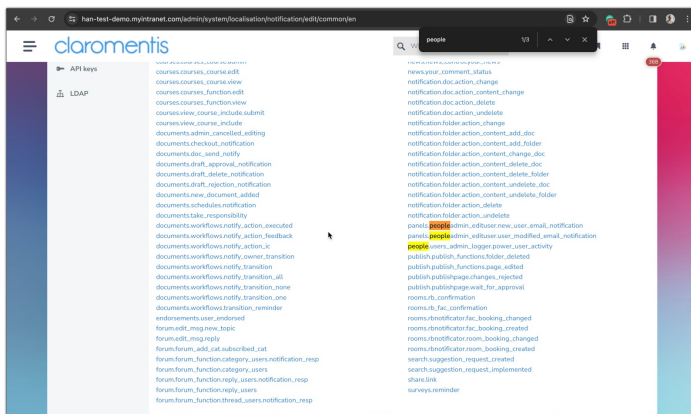 han-test-demo.myintranet.com/admin/system/localisation/notification/edit/common/en
people
1/3
claromentis
208
API keys
LDAP
courses.courses_course.edit
courses.courses_course.view
courses.courses_function.edit
courses.courses_function.view
courses.view_course_include.submit
courses.view_course_include
documents.admin_cancelled_editing
documents.checkout_notification
documents.doc_send_notify
documents.draft_approval_notification
documents.draft_delete_notification
documents.draft_rejection_notification
documents.new_document_added
documents.schedules.notification
documents.take_responsibility
documents.workflows.notify_action_executed
documents.workflows.notify_action_feedback
documents.workflows.notify_action_ic
documents.workflows.notify_owner_transition
documents.workflows.notify_transition
documents.workflows.notify_transition_all
documents.workflows.notify_transition_none
documents.workflows.notify_transition_one
documents.workflows.transition_reminder
endorsements.user_endorsed
forum.edit_msg.new_topic
forum.edit_msg.reply
forum.forum_add_cat.subscribed_cat
forum.forum_function.category_users.notification_resp
forum.forum_function.category_users
forum.forum_function.reply_users.notification_resp
forum.forum_function.reply_users
forum.forum_function.thread_users.notification_resp
news.your_comment_status
notification.doc.action_change
notification.doc.action_content_change
notification.doc.action_delete
notification.doc.action_undelete
notification.folder.action_change
notification.folder.action_content_add_doc
notification.folder.action_content_add_folder
notification.folder.action_content_change_doc
notification.folder.action_content_delete_doc
notification.folder.action_content_delete_folder
notification.folder.action_content_undelete_doc
notification.folder.action_content_undelete_folder
notification.folder.action_delete
notification.folder.action_undelete
panels.peopleadmin_edituser.new_user_email_notification
panels.peopleadmin_edituser.user_modified_email_notification
people.users_admin_logger.power_user_activity
publish.publish_functions.folder_deleted
publish.publish_functions.page_edited
publish.publishpage.changes_rejected
publish.publishpage.wait_for_approval
rooms.rb_confirmation
rooms.rb_fac_confirmation
rooms.rbnotificator.fac_booking_changed
rooms.rbnotificator.fac_booking_created
rooms.rbnotificator.room_booking_changed
rooms.rbnotificator.room_booking_created
search.suggestion_request_created
search.suggestion_request_implemented
share.link
surveys.reminder